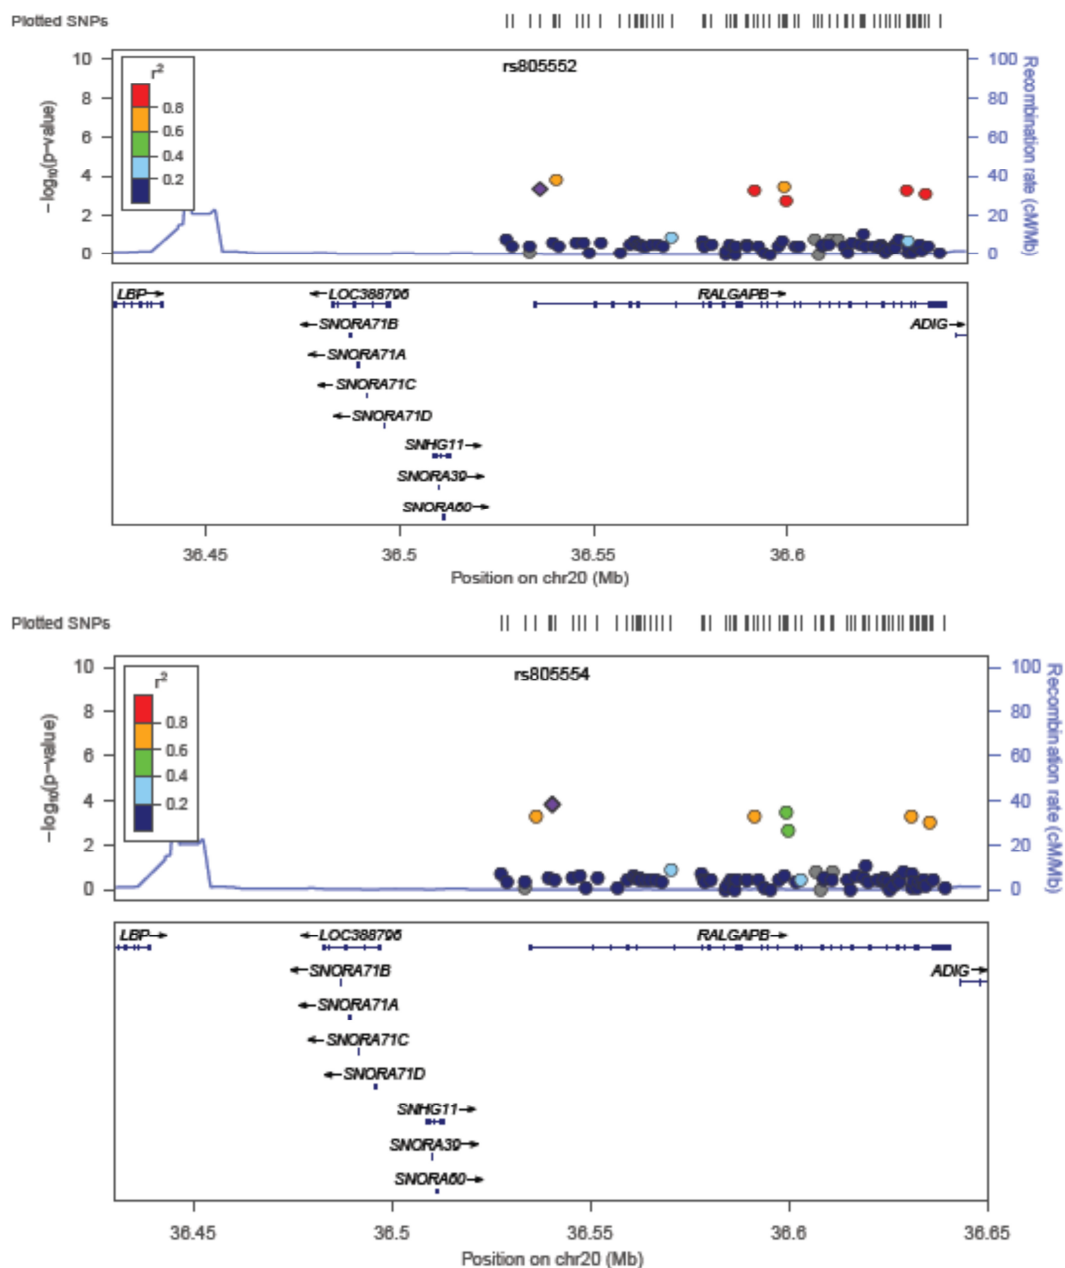 Plotted SNPs
rs805552
r²
0.8
0.6
0.4
0.2
10
8
6
4
2
0
−log₁₀(p−value)
100
80
60
40
20
0
Recombination rate (cM/Mb)
LBP→
←LOC388796
RALGAPB→
←SNORA71B
ADIG→
←SNORA71A
←SNORA71C
←SNORA71D
SNHG11→
SNORA39→
SNORA60→
36.45 36.5 36.55 36.6
Position on chr20 (Mb)
Plotted SNPs
rs805554
r²
0.8
0.6
0.4
0.2
10
8
6
4
2
0
−log₁₀(p−value)
100
80
60
40
20
0
Recombination rate (cM/Mb)
LBP→
←LOC388796
RALGAPB→
←SNORA71B
ADIG→
←SNORA71A
←SNORA71C
←SNORA71D
SNHG11→
SNORA39→
SNORA60→
36.45 36.5 36.55 36.6 36.65
Position on chr20 (Mb)